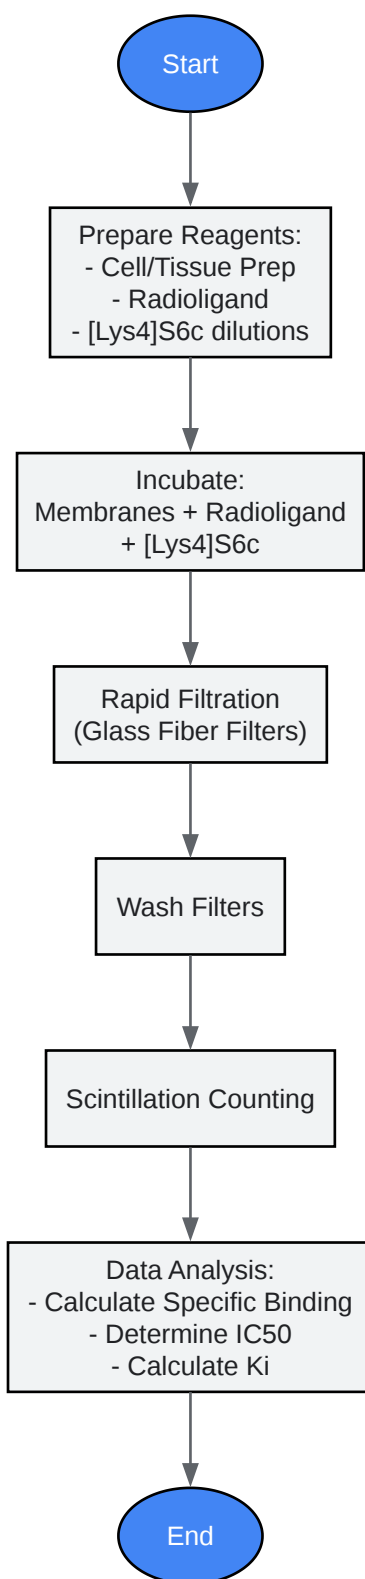 Start
Prepare Reagents:
- Cell/Tissue Prep
- Radioligand
- [Lys4]S6c dilutions
Incubate:
Membranes + Radioligand
+ [Lys4]S6c
Rapid Filtration
(Glass Fiber Filters)
Wash Filters
Scintillation Counting
Data Analysis:
- Calculate Specific Binding
- Determine IC50
- Calculate Ki
End